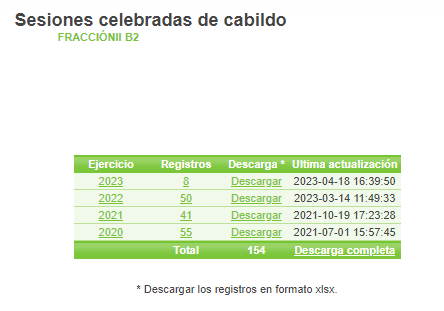 Sesiones celebradas de cabildo
FRACCIÓNII B2
Ejercicio Registros Descarga * Ultima actualización
2023 8 Descargar 2023-04-18 16:39:50
2022 50 Descargar 2023-03-14 11:49:33
2021 41 Descargar 2021-10-19 17:23:28
2020 55 Descargar 2021-07-01 15:57:45
Total 154 Descarga completa
* Descargar los registros en formato xlsx.